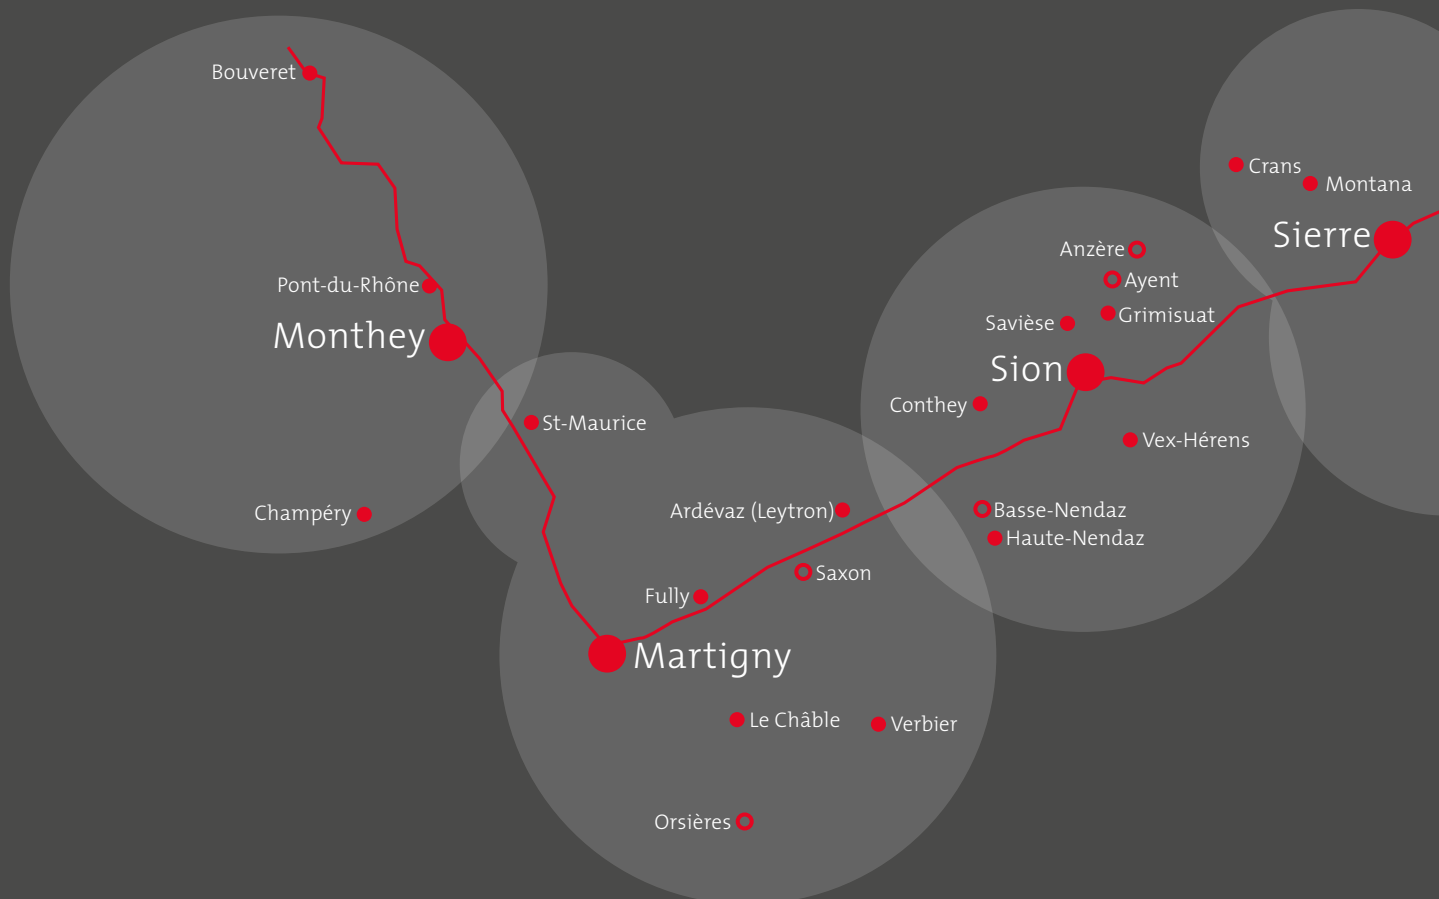 Bouveret
Crans
Montana
Sierre
Anzère
Ayent
Pont-du-Rhône
Grimisuat
Savièse
Monthey
Sion
Conthey
St-Maurice
Vex-Hérens
Ardévaz (Leytron)
Basse-Nendaz
Champéry
Haute-Nendaz
Saxon
Fully
Martigny
Le Châble
Verbier
Orsières